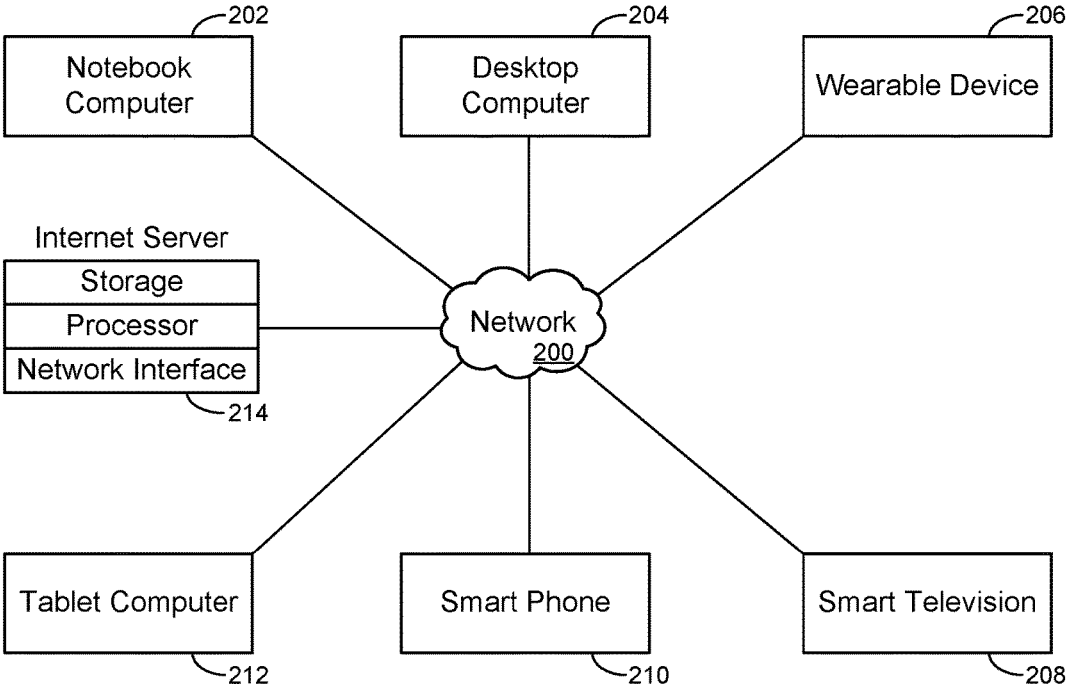 202
204
206
Notebook
Computer
Desktop
Computer
Wearable Device
Internet Server
Storage
Processor
Network Interface
214
Network
200
Tablet Computer
Smart Phone
Smart Television
212
210
208